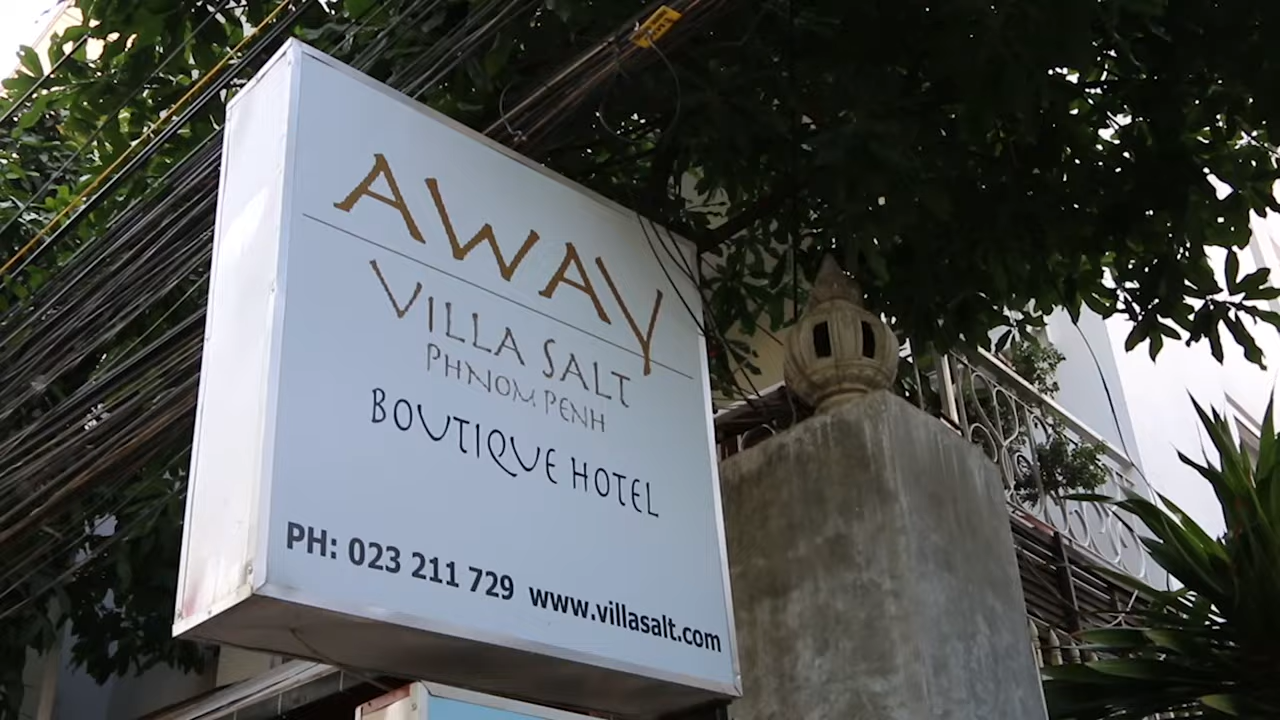 AWAY
VILLA SALT
PHNOM PENH
BOUTIQUE HOTEL
PH: 023 211 729 www.villasalt.com